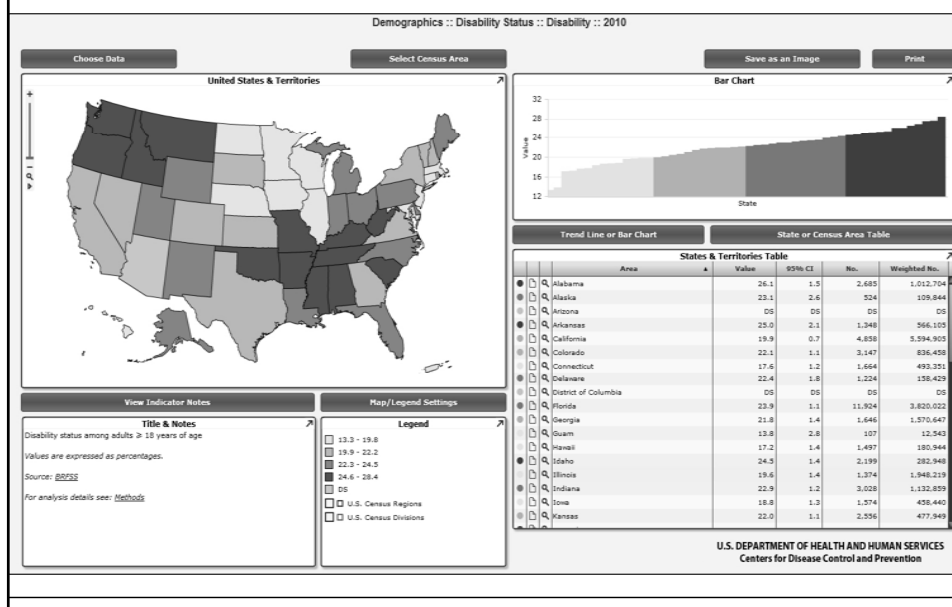 Demographics :: Disability Status :: Disability :: 2010
Choose Data
Select Census Area
Save as an Image
Print
United States & Territories
Bar Chart
32
28
24
20
16
12
Value
State
Trend Line or Bar Chart
State or Census Area Table
States & Territories Table
Area Value 95% CI No. Weighted No.
Alabama 26.1 1.5 2,685 1,012,704
Alaska 23.1 2.6 524 109,844
Arizona DS DS DS DS
Arkansas 25.0 2.1 1,348 566,105
California 19.9 0.7 4,858 5,594,905
Colorado 22.1 1.1 3,147 836,458
Connecticut 17.6 1.2 1,664 493,351
Delaware 22.4 1.8 1,224 158,429
District of Columbia DS DS DS DS
Florida 23.9 1.1 11,924 3,820,022
Georgia 21.8 1.4 1,646 1,570,647
Guam 13.8 2.8 107 12,543
Hawaii 17.2 1.4 1,497 180,944
Idaho 24.5 1.4 2,199 282,948
Illinois 19.6 1.4 1,374 1,948,219
Indiana 22.9 1.2 3,028 1,132,859
Iowa 18.8 1.3 1,574 458,440
Kansas 22.0 1.1 2,556 477,949
View Indicator Notes
Map/Legend Settings
Title & Notes
Disability status among adults ≥ 18 years of age
Values are expressed as percentages.
Source: BRFSS
For analysis details see: Methods
Legend
13.3 - 19.8
19.9 - 22.2
22.3 - 24.5
24.6 - 28.4
DS
U.S. Census Regions
U.S. Census Divisions
U.S. DEPARTMENT OF HEALTH AND HUMAN SERVICES
Centers for Disease Control and Prevention